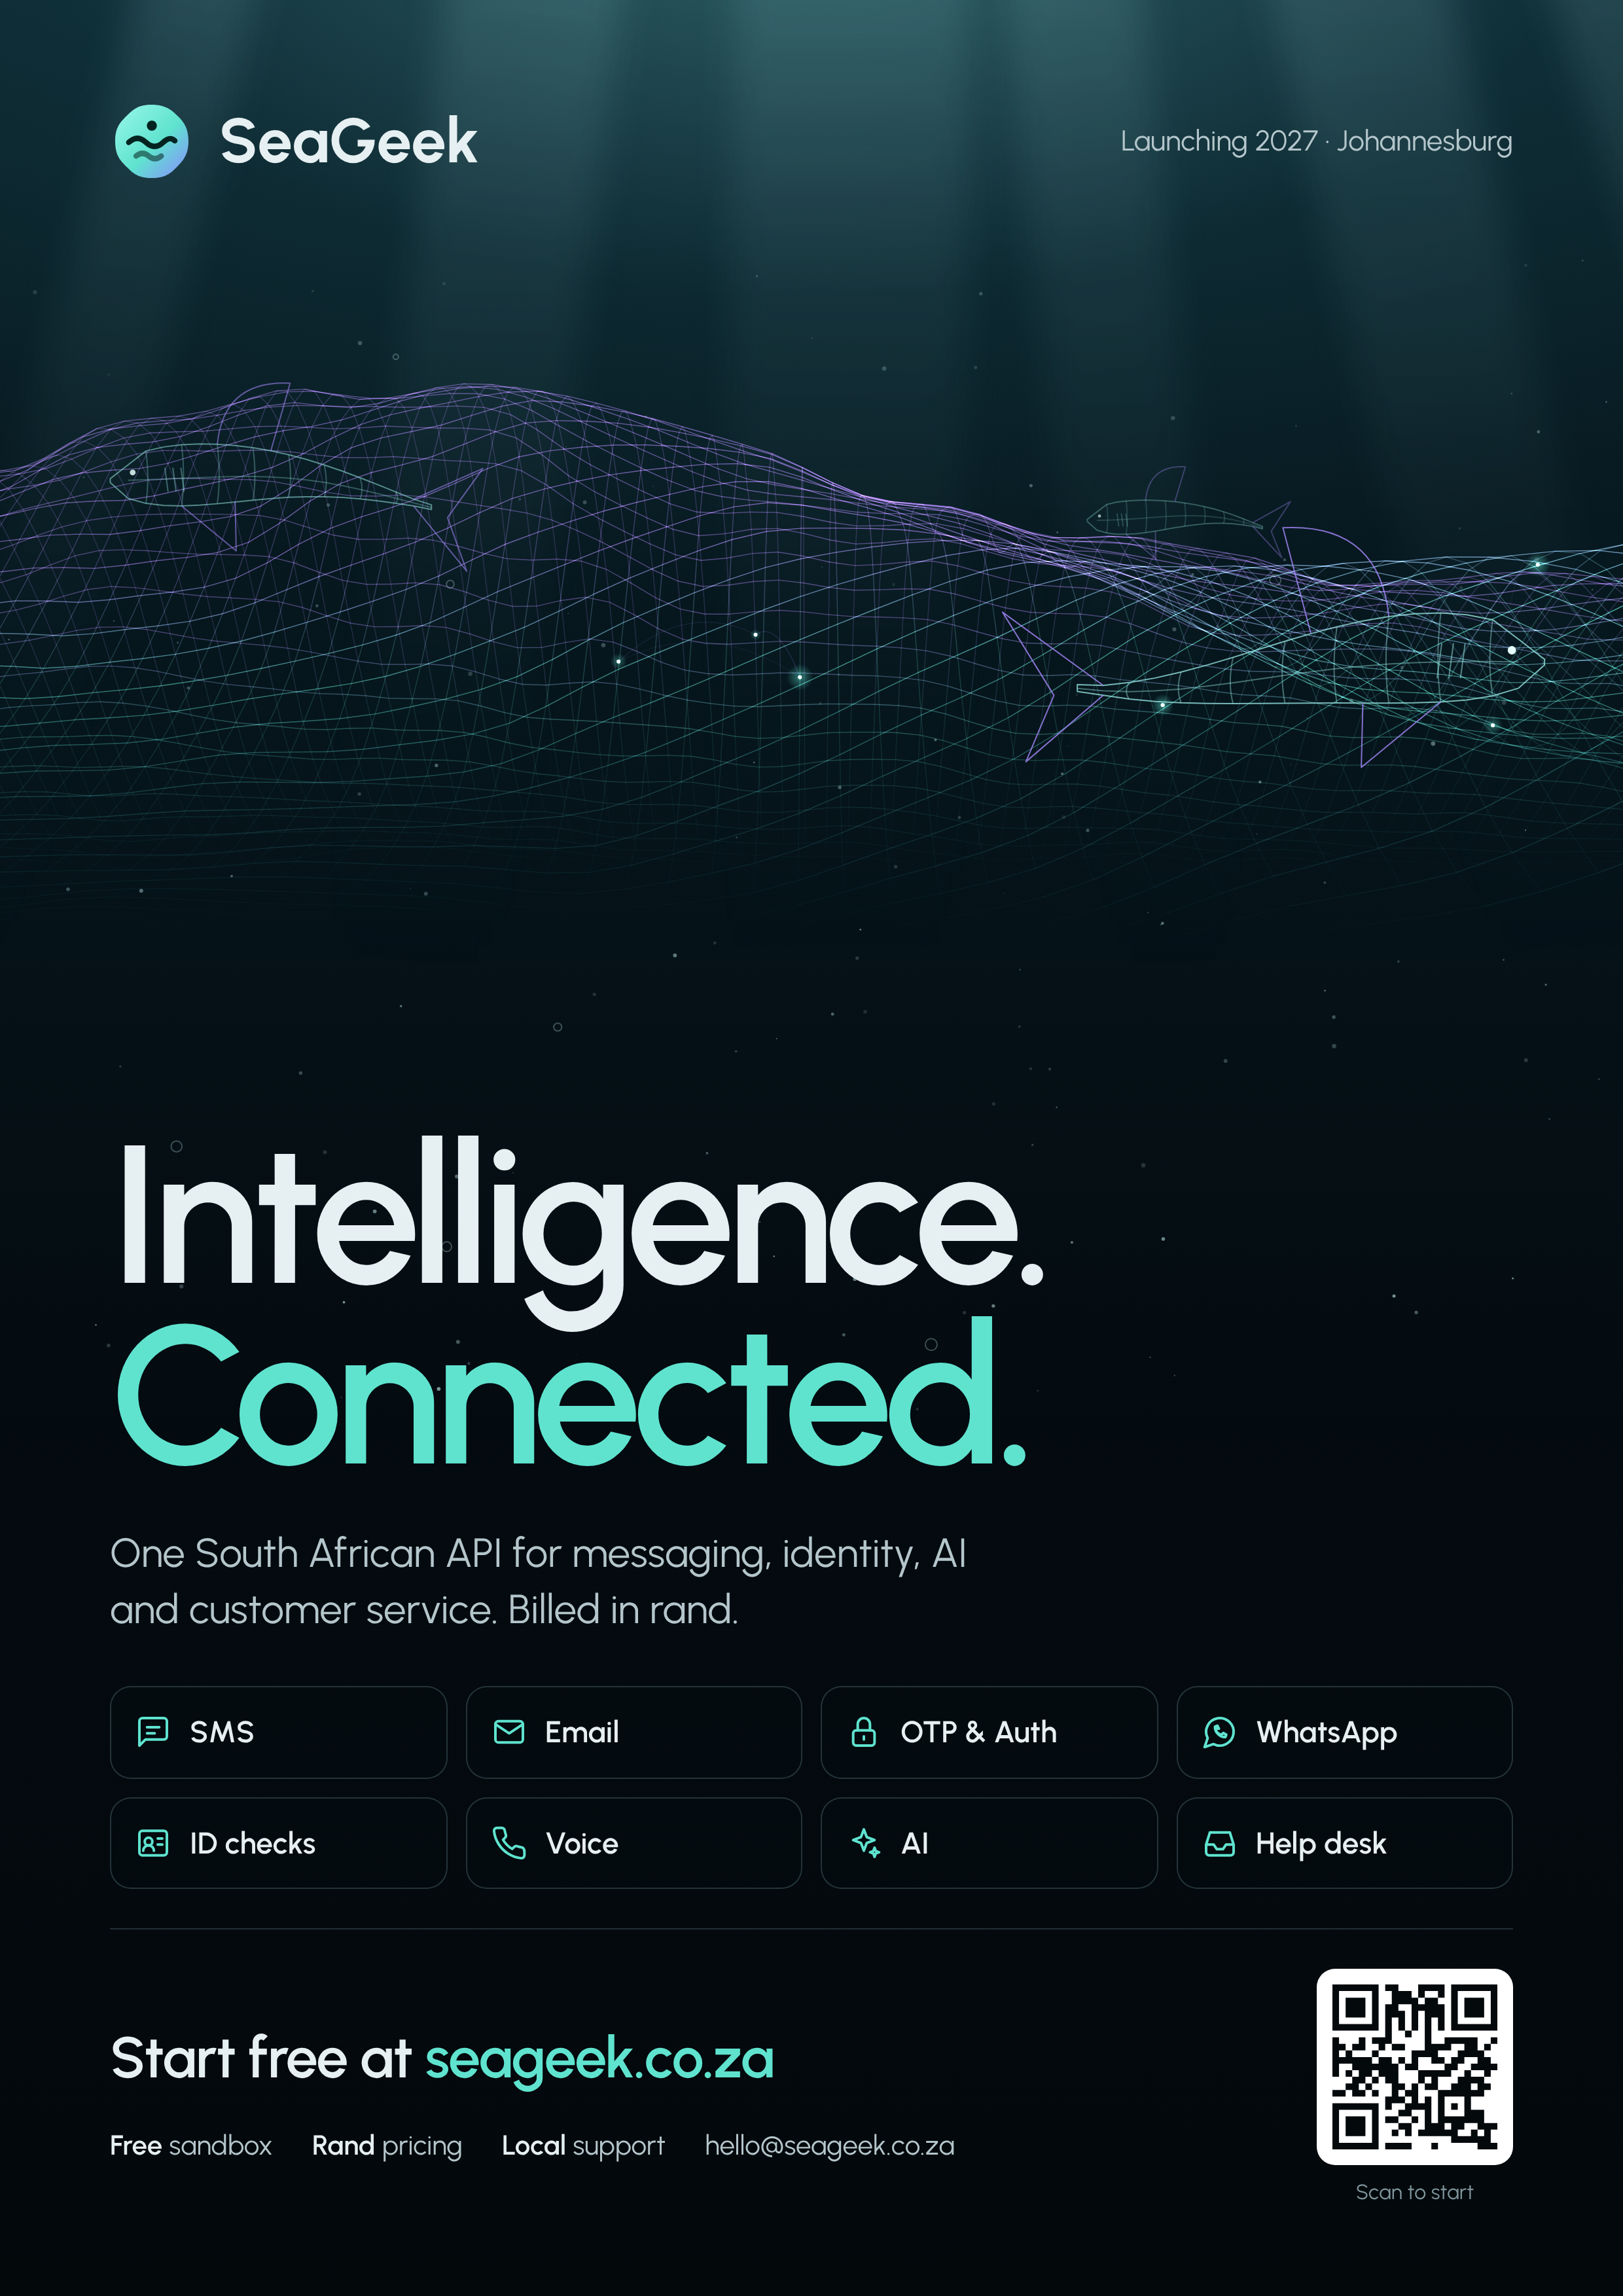 SeaGeek
Launching 2027 · Johannesburg
Intelligence.
Connected.
One South African API for messaging, identity, AI
and customer service. Billed in rand.
SMS
Email
OTP & Auth
WhatsApp
ID checks
Voice
AI
Help desk
Start free at seageek.co.za
Free sandbox Rand pricing Local support hello@seageek.co.za
Scan to start